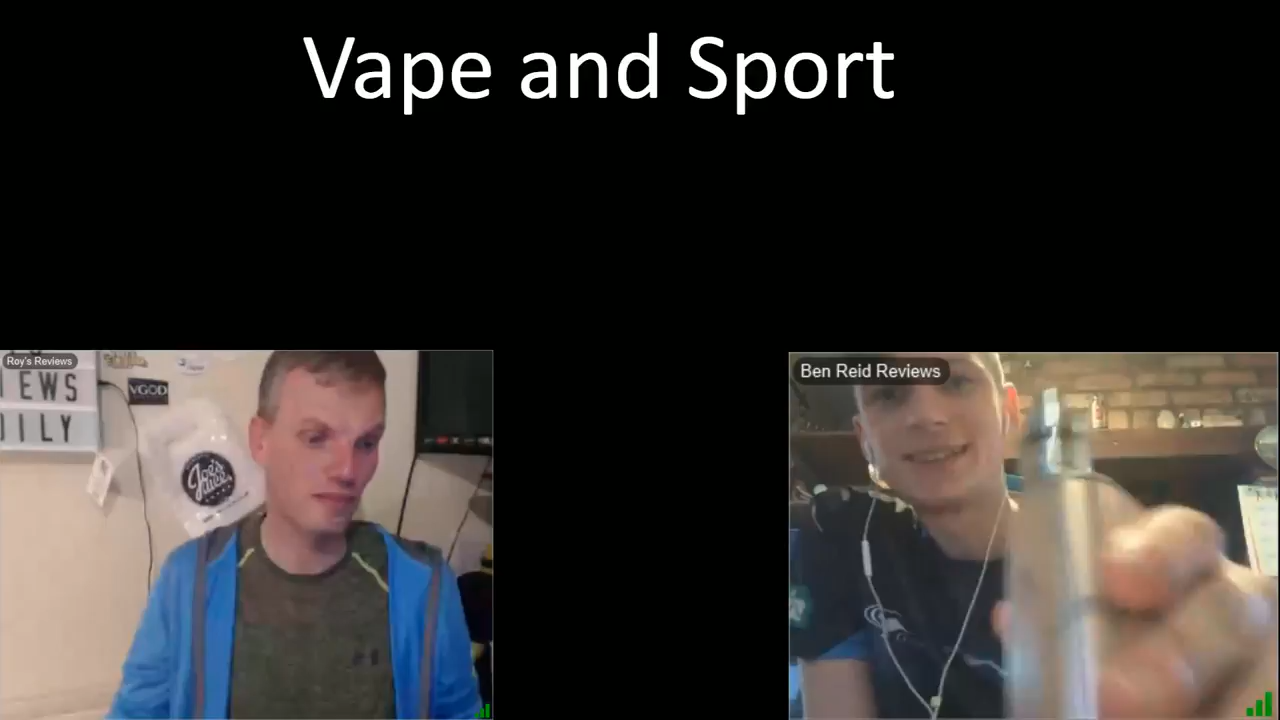 Vape and Sport
Roy's Reviews
EWS
VGOD
ILY
Joe's
Juice
Ben Reid Reviews